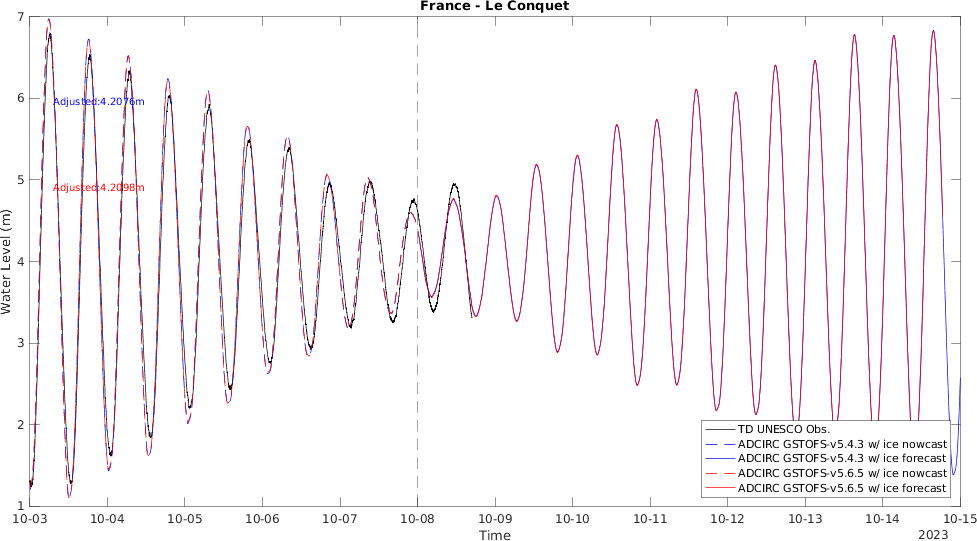 France - Le Conquet
7
6
5
4
3
2
1
Water Level (m)
Adjusted:4.2076m
Adjusted:4.2098m
TD UNESCO Obs.
ADCIRC GSTOFS-v5.4.3 w/ ice nowcast
ADCIRC GSTOFS-v5.4.3 w/ ice forecast
ADCIRC GSTOFS-v5.6.5 w/ ice nowcast
ADCIRC GSTOFS-v5.6.5 w/ ice forecast
10-03 10-04 10-05 10-06 10-07 10-08 10-09 10-10 10-11 10-12 10-13 10-14 10-15
Time
2023